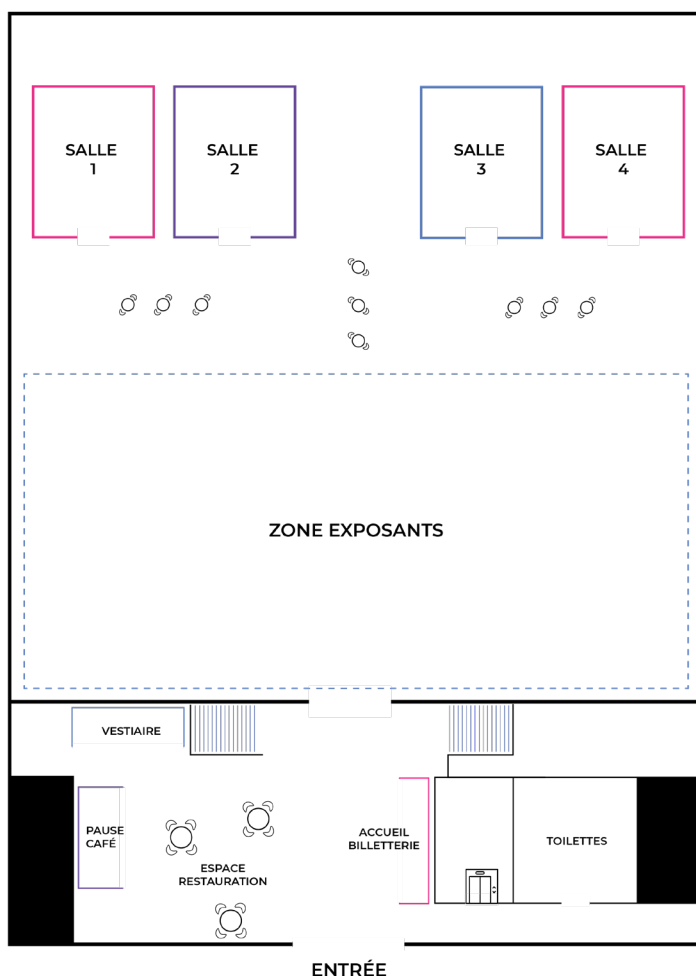 SALLE
1
SALLE
2
SALLE
3
SALLE
4
ZONE EXPOSANTS
VESTIAIRE
PAUSE
CAFÉ
ESPACE
RESTAURATION
ACCUEIL
BILLETTERIE
TOILETTES
ENTRÉE